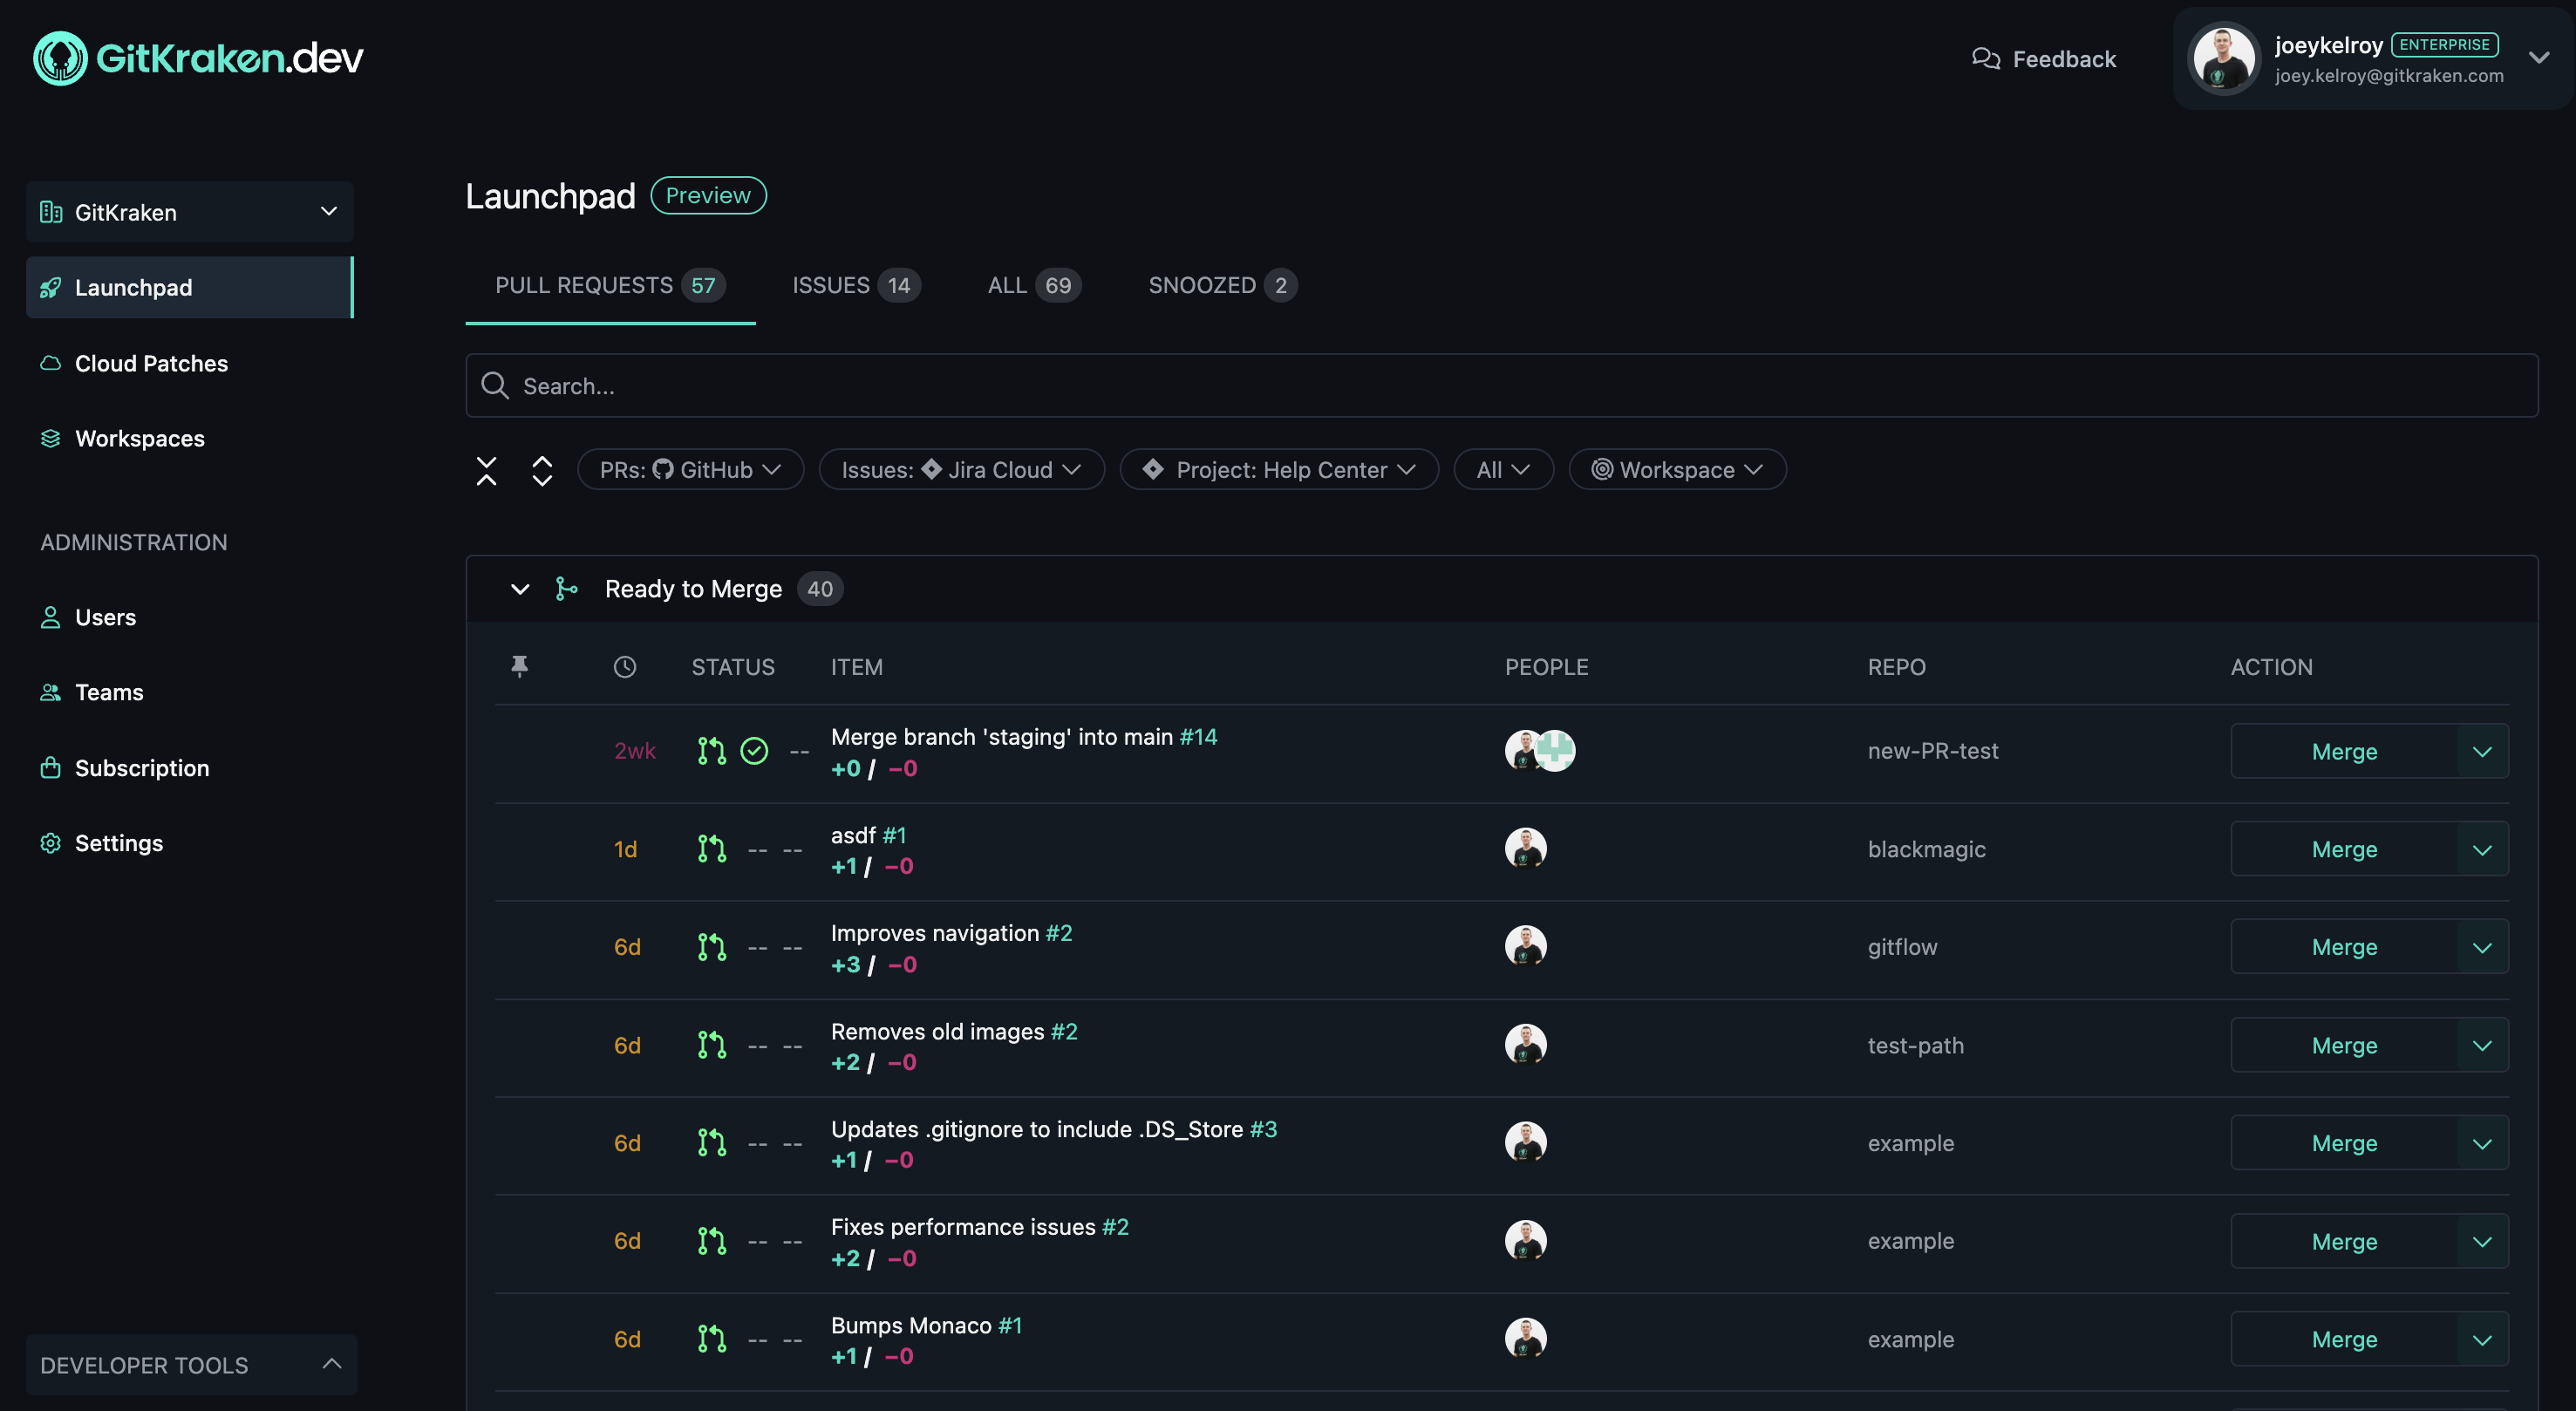 GitKraken.dev
Feedback
joeykelroy ENTERPRISE
joey.kelroy@gitkraken.com
GitKraken
Launchpad
Cloud Patches
Workspaces
ADMINISTRATION
Users
Teams
Subscription
Settings
DEVELOPER TOOLS
Launchpad Preview
PULL REQUESTS 57 ISSUES 14 ALL 69 SNOOZED 2
Search...
PRs: GitHub Issues: Jira Cloud Project: Help Center All Workspace
Ready to Merge 40
STATUS ITEM PEOPLE REPO ACTION
2wk -- Merge branch 'staging' into main #14 new-PR-test Merge
+0 / −0
1d -- -- asdf #1 blackmagic Merge
+1 / −0
6d -- -- Improves navigation #2 gitflow Merge
+3 / −0
6d -- -- Removes old images #2 test-path Merge
+2 / −0
6d -- -- Updates .gitignore to include .DS_Store #3 example Merge
+1 / −0
6d -- -- Fixes performance issues #2 example Merge
+2 / −0
6d -- -- Bumps Monaco #1 example Merge
+1 / −0